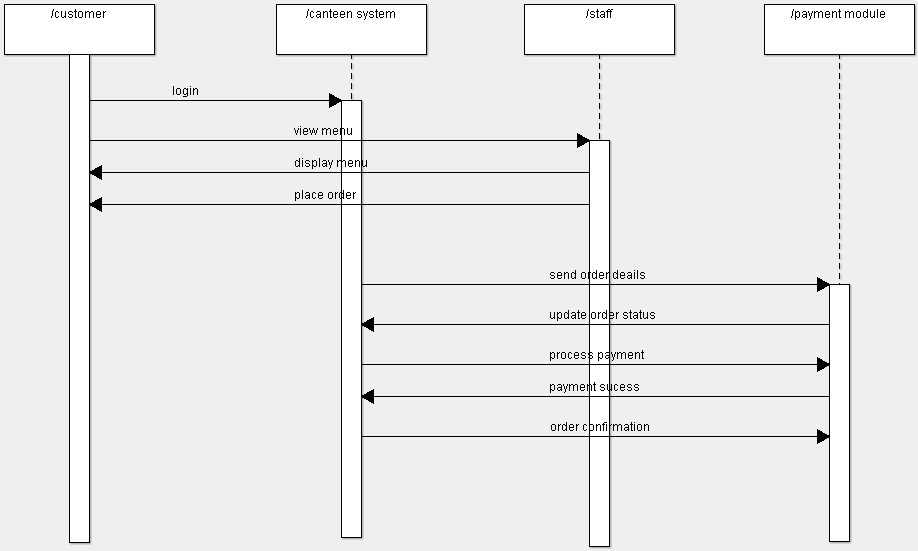 /customer
/canteen system
/staff
/payment module
login
view menu
display menu
place order
send order deails
update order status
process payment
payment sucess
order confirmation